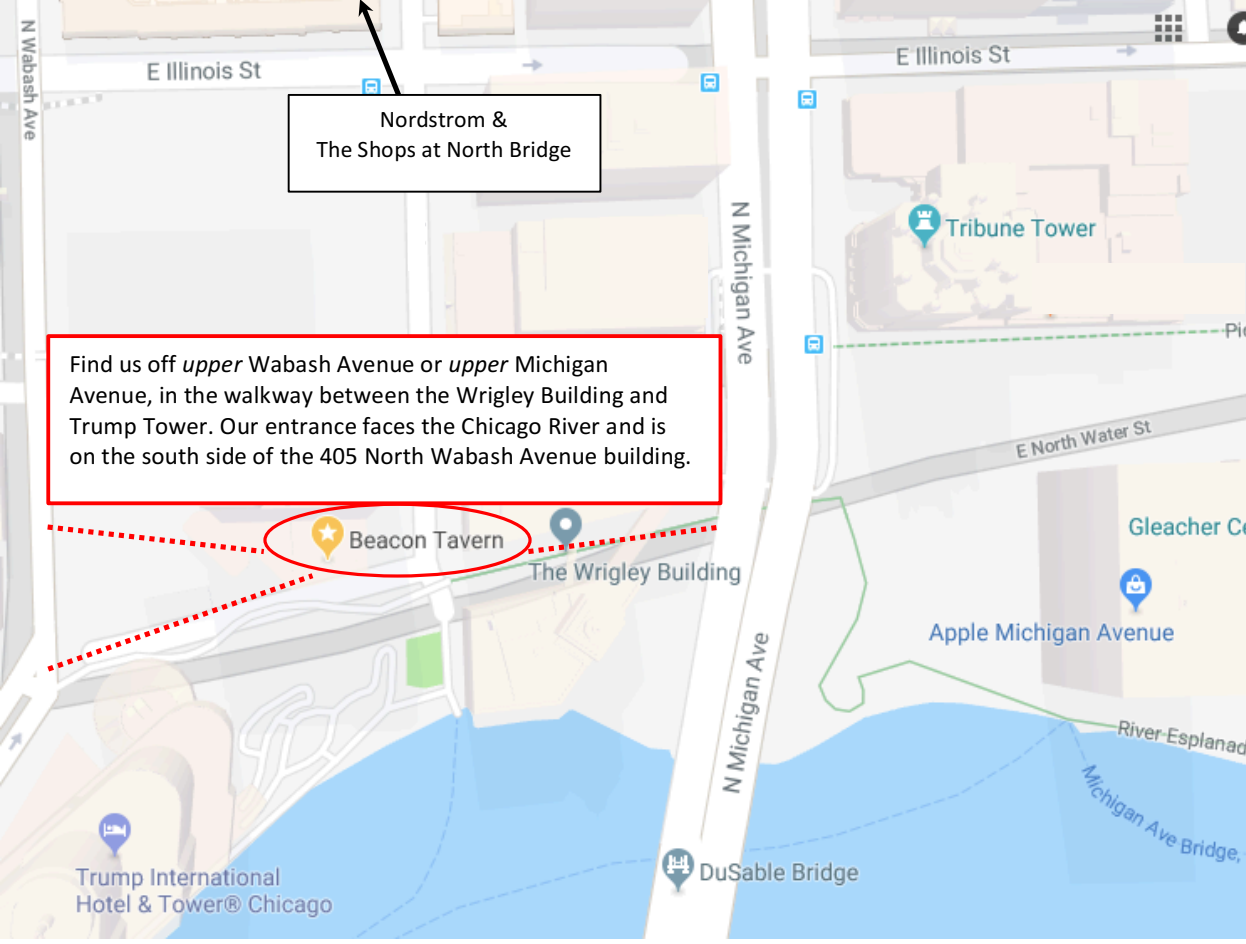 N Wabash Ave
E Illinois St
E Illinois St
Nordstrom &
The Shops at North Bridge
N Michigan Ave
Tribune Tower
Find us off upper Wabash Avenue or upper Michigan
Avenue, in the walkway between the Wrigley Building and
Trump Tower. Our entrance faces the Chicago River and is
on the south side of the 405 North Wabash Avenue building.
E North Water St
Beacon Tavern
The Wrigley Building
Gleacher Ce
Apple Michigan Avenue
N Michigan Ave
River Esplanad
Michigan Ave Bridge,
Trump International
Hotel & Tower® Chicago
DuSable Bridge